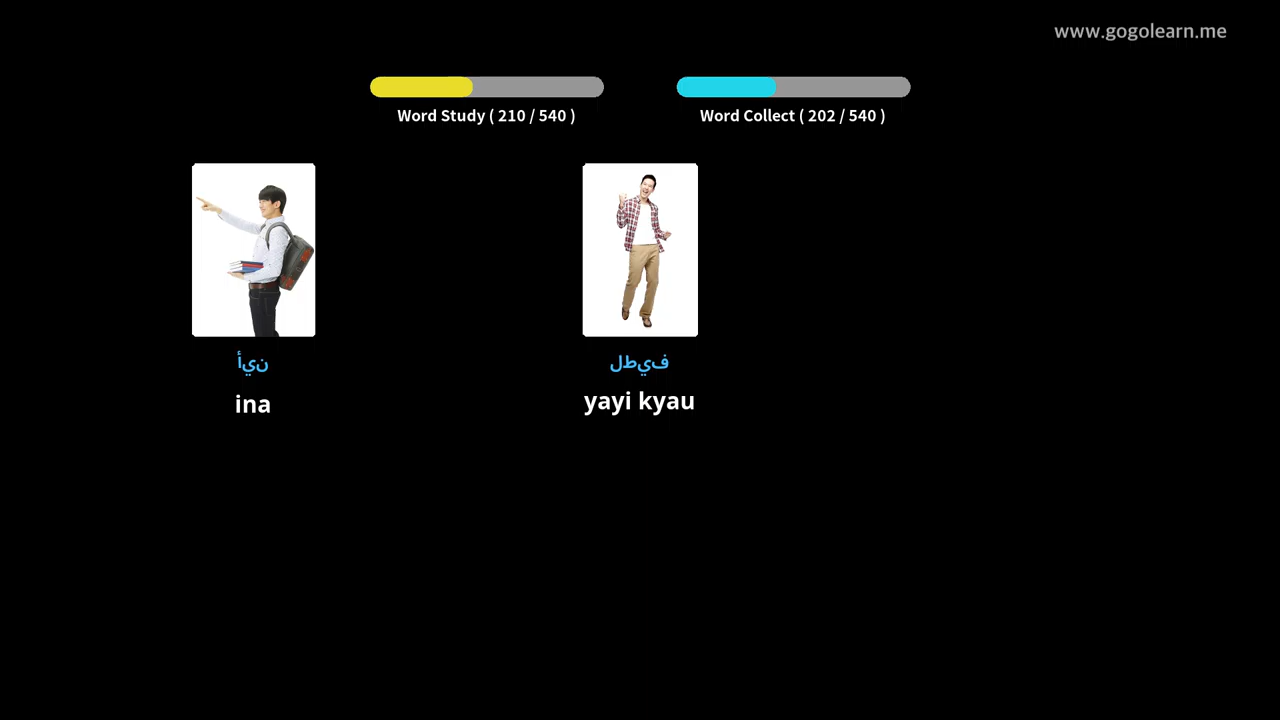 www.gogolearn.me
Word Study ( 210 / 540 )
Word Collect ( 202 / 540 )
أين
ina
لطيف
yayi kyau